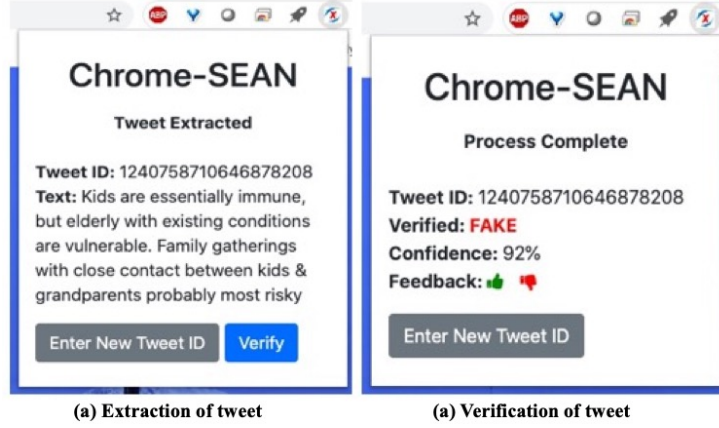 ABP
Chrome-SEAN
Tweet Extracted
Tweet ID: 1240758710646878208
Text: Kids are essentially immune,
but elderly with existing conditions
are vulnerable. Family gatherings
with close contact between kids &
grandparents probably most risky
Enter New Tweet ID
Verify
(a) Extraction of tweet
ABP
Chrome-SEAN
Process Complete
Tweet ID: 1240758710646878208
Verified: FAKE
Confidence: 92%
Feedback:
Enter New Tweet ID
(a) Verification of tweet